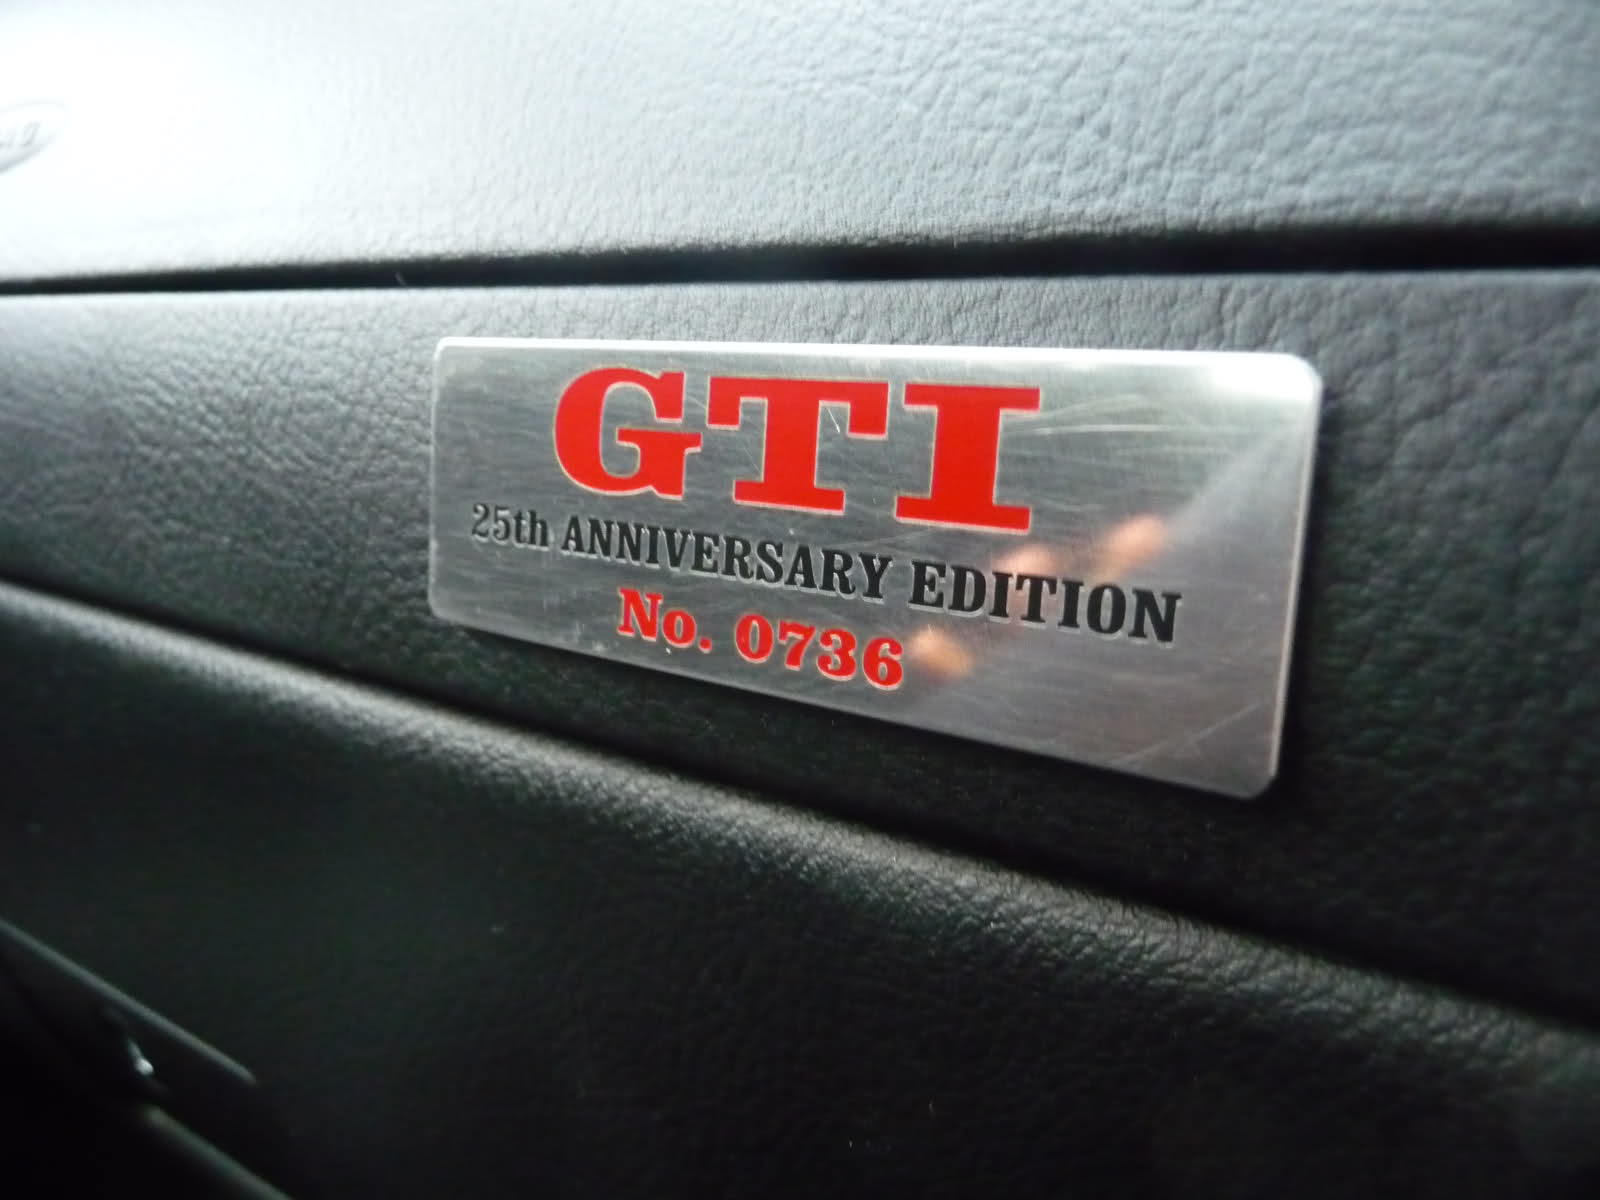 GTI
25th ANNIVERSARY EDITION
No. 0736